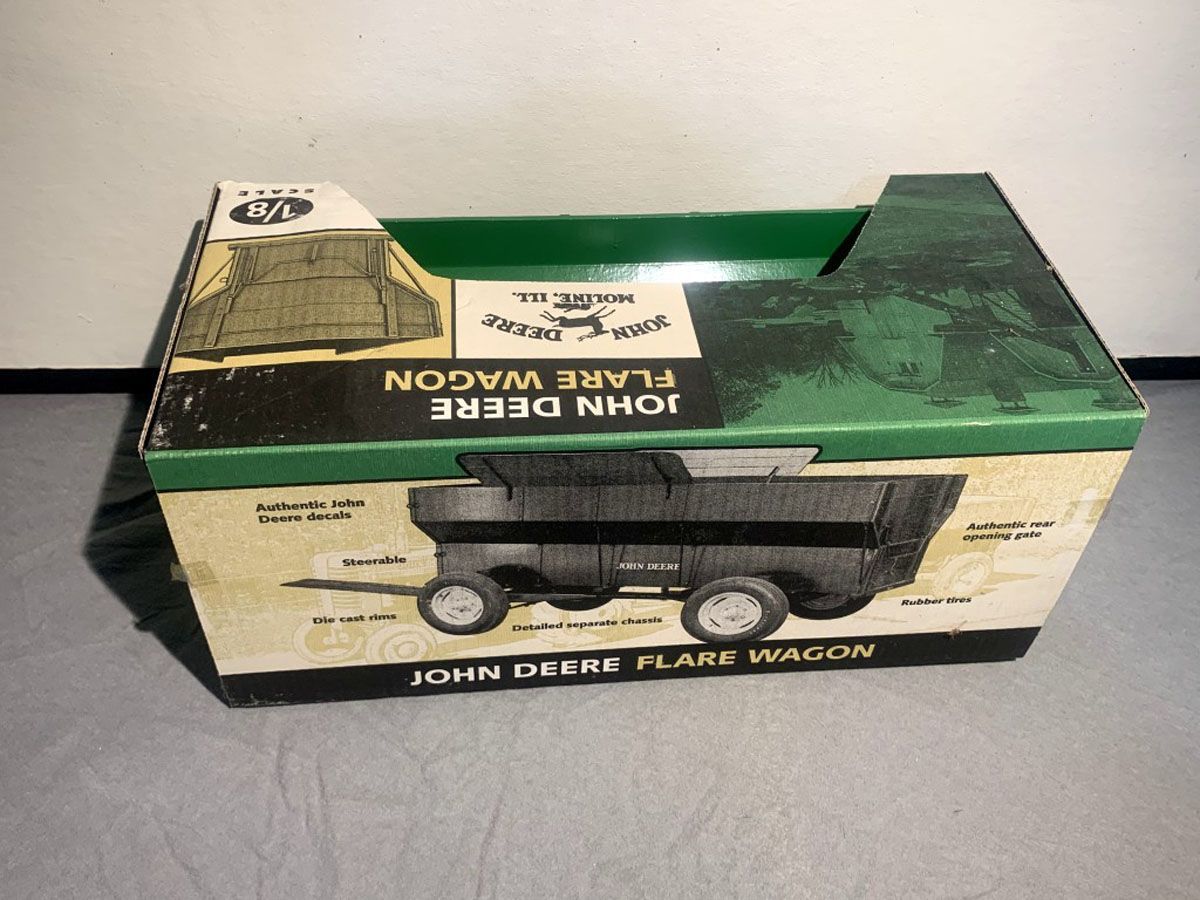 1/8
SCALE
JOHN DEERE
MOLINE, ILL.
JOHN DEERE
FLARE WAGON
Authentic John
Deere decals
Steerable
Die cast rims
Detailed separate chassis
JOHN DEERE
Authentic rear
opening gate
Rubber tires
JOHN DEERE FLARE WAGON